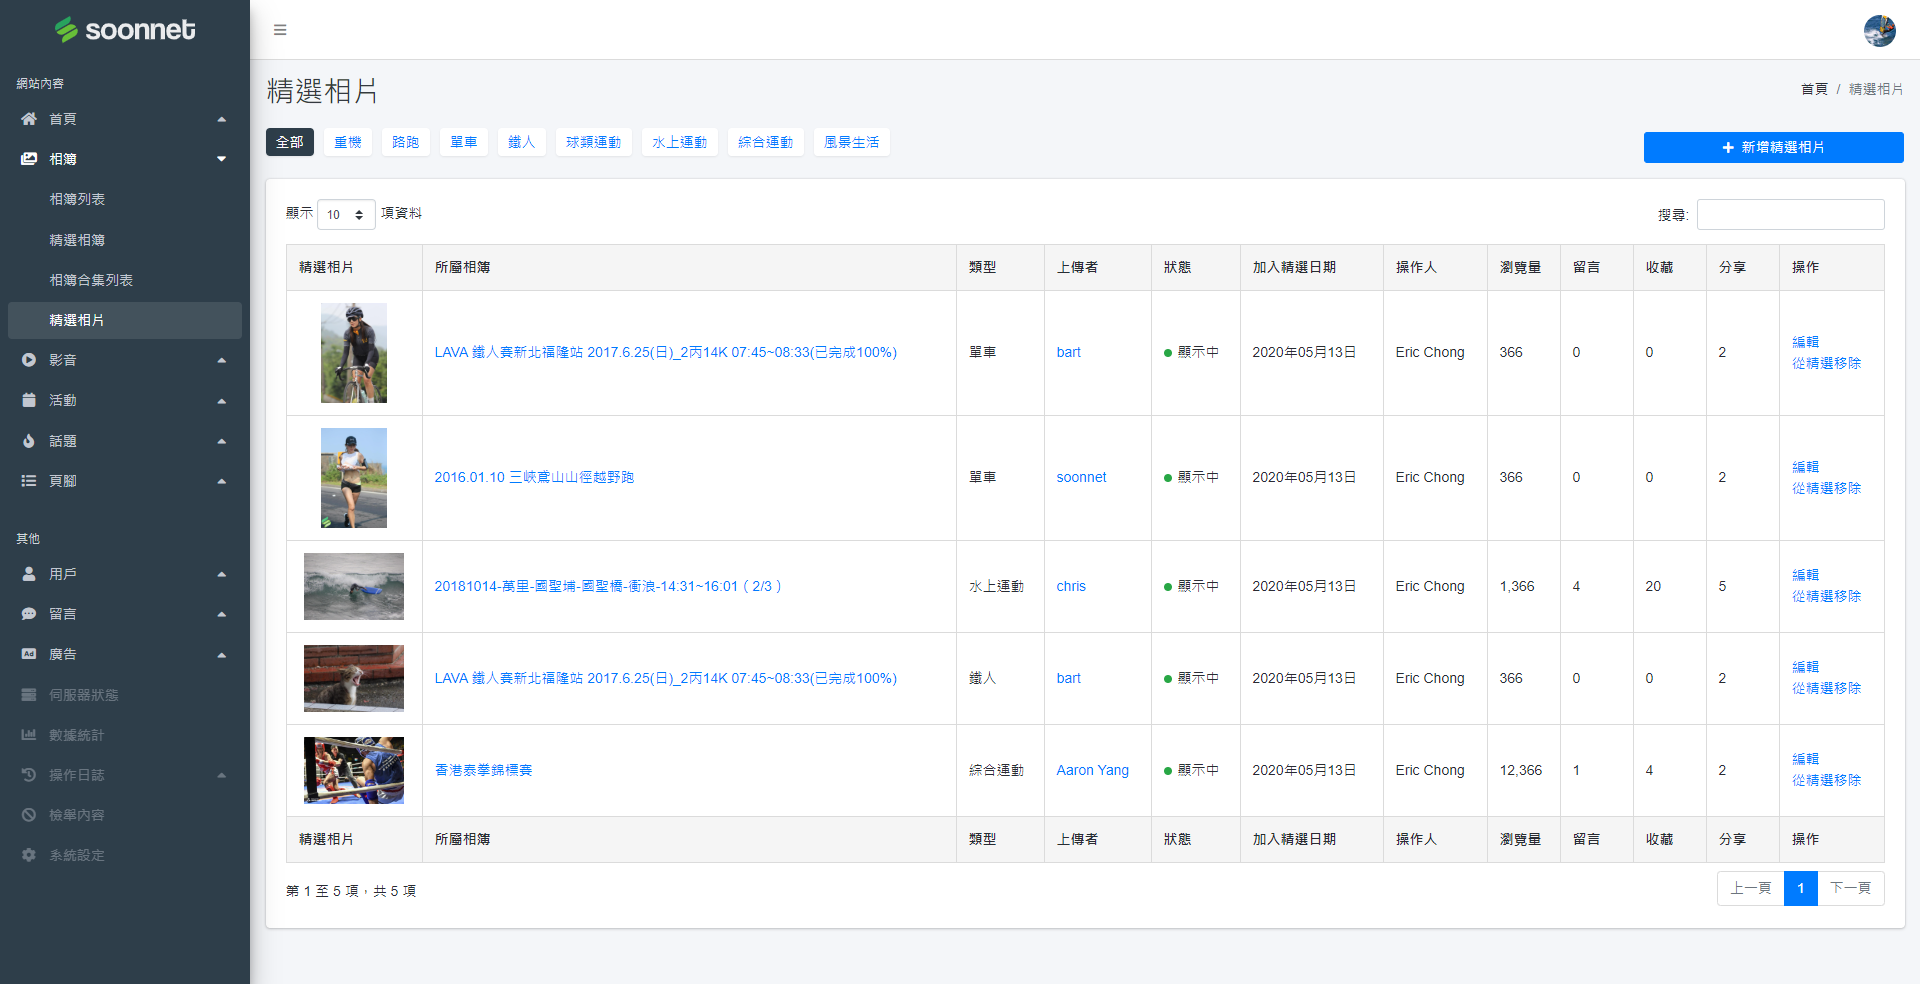 soonnet
網站內容
首頁
相簿
相簿列表
精選相簿
相簿合集列表
精選相片
影音
活動
話題
頁腳
其他
用戶
留言
Ad 廣告
伺服器狀態
數據統計
操作日誌
檢舉內容
系統設定
精選相片
首頁 / 精選相片
全部 重機 路跑 單車 鐵人 球類運動 水上運動 綜合運動 風景生活
+ 新增精選相片
顯示 10 項資料
搜尋:
精選相片 所屬相簿 類型 上傳者 狀態 加入精選日期 操作人 瀏覽量 留言 收藏 分享 操作
LAVA 鐵人賽新北福隆站 2017.6.25(日)_2丙14K 07:45~08:33(已完成100%) 單車 bart 顯示中 2020年05月13日 Eric Chong 366 0 0 2 編輯
從精選移除
2016.01.10 三峽鳶山山徑越野跑 單車 soonnet 顯示中 2020年05月13日 Eric Chong 366 0 0 2 編輯
從精選移除
20181014-萬里-國聖埔-國聖橋-衝浪-14:31~16:01（2/3） 水上運動 chris 顯示中 2020年05月13日 Eric Chong 1,366 4 20 5 編輯
從精選移除
LAVA 鐵人賽新北福隆站 2017.6.25(日)_2丙14K 07:45~08:33(已完成100%) 鐵人 bart 顯示中 2020年05月13日 Eric Chong 366 0 0 2 編輯
從精選移除
香港泰拳錦標賽 綜合運動 Aaron Yang 顯示中 2020年05月13日 Eric Chong 12,366 1 4 2 編輯
從精選移除
精選相片 所屬相簿 類型 上傳者 狀態 加入精選日期 操作人 瀏覽量 留言 收藏 分享 操作
第 1 至 5 項，共 5 項
上一頁 1 下一頁